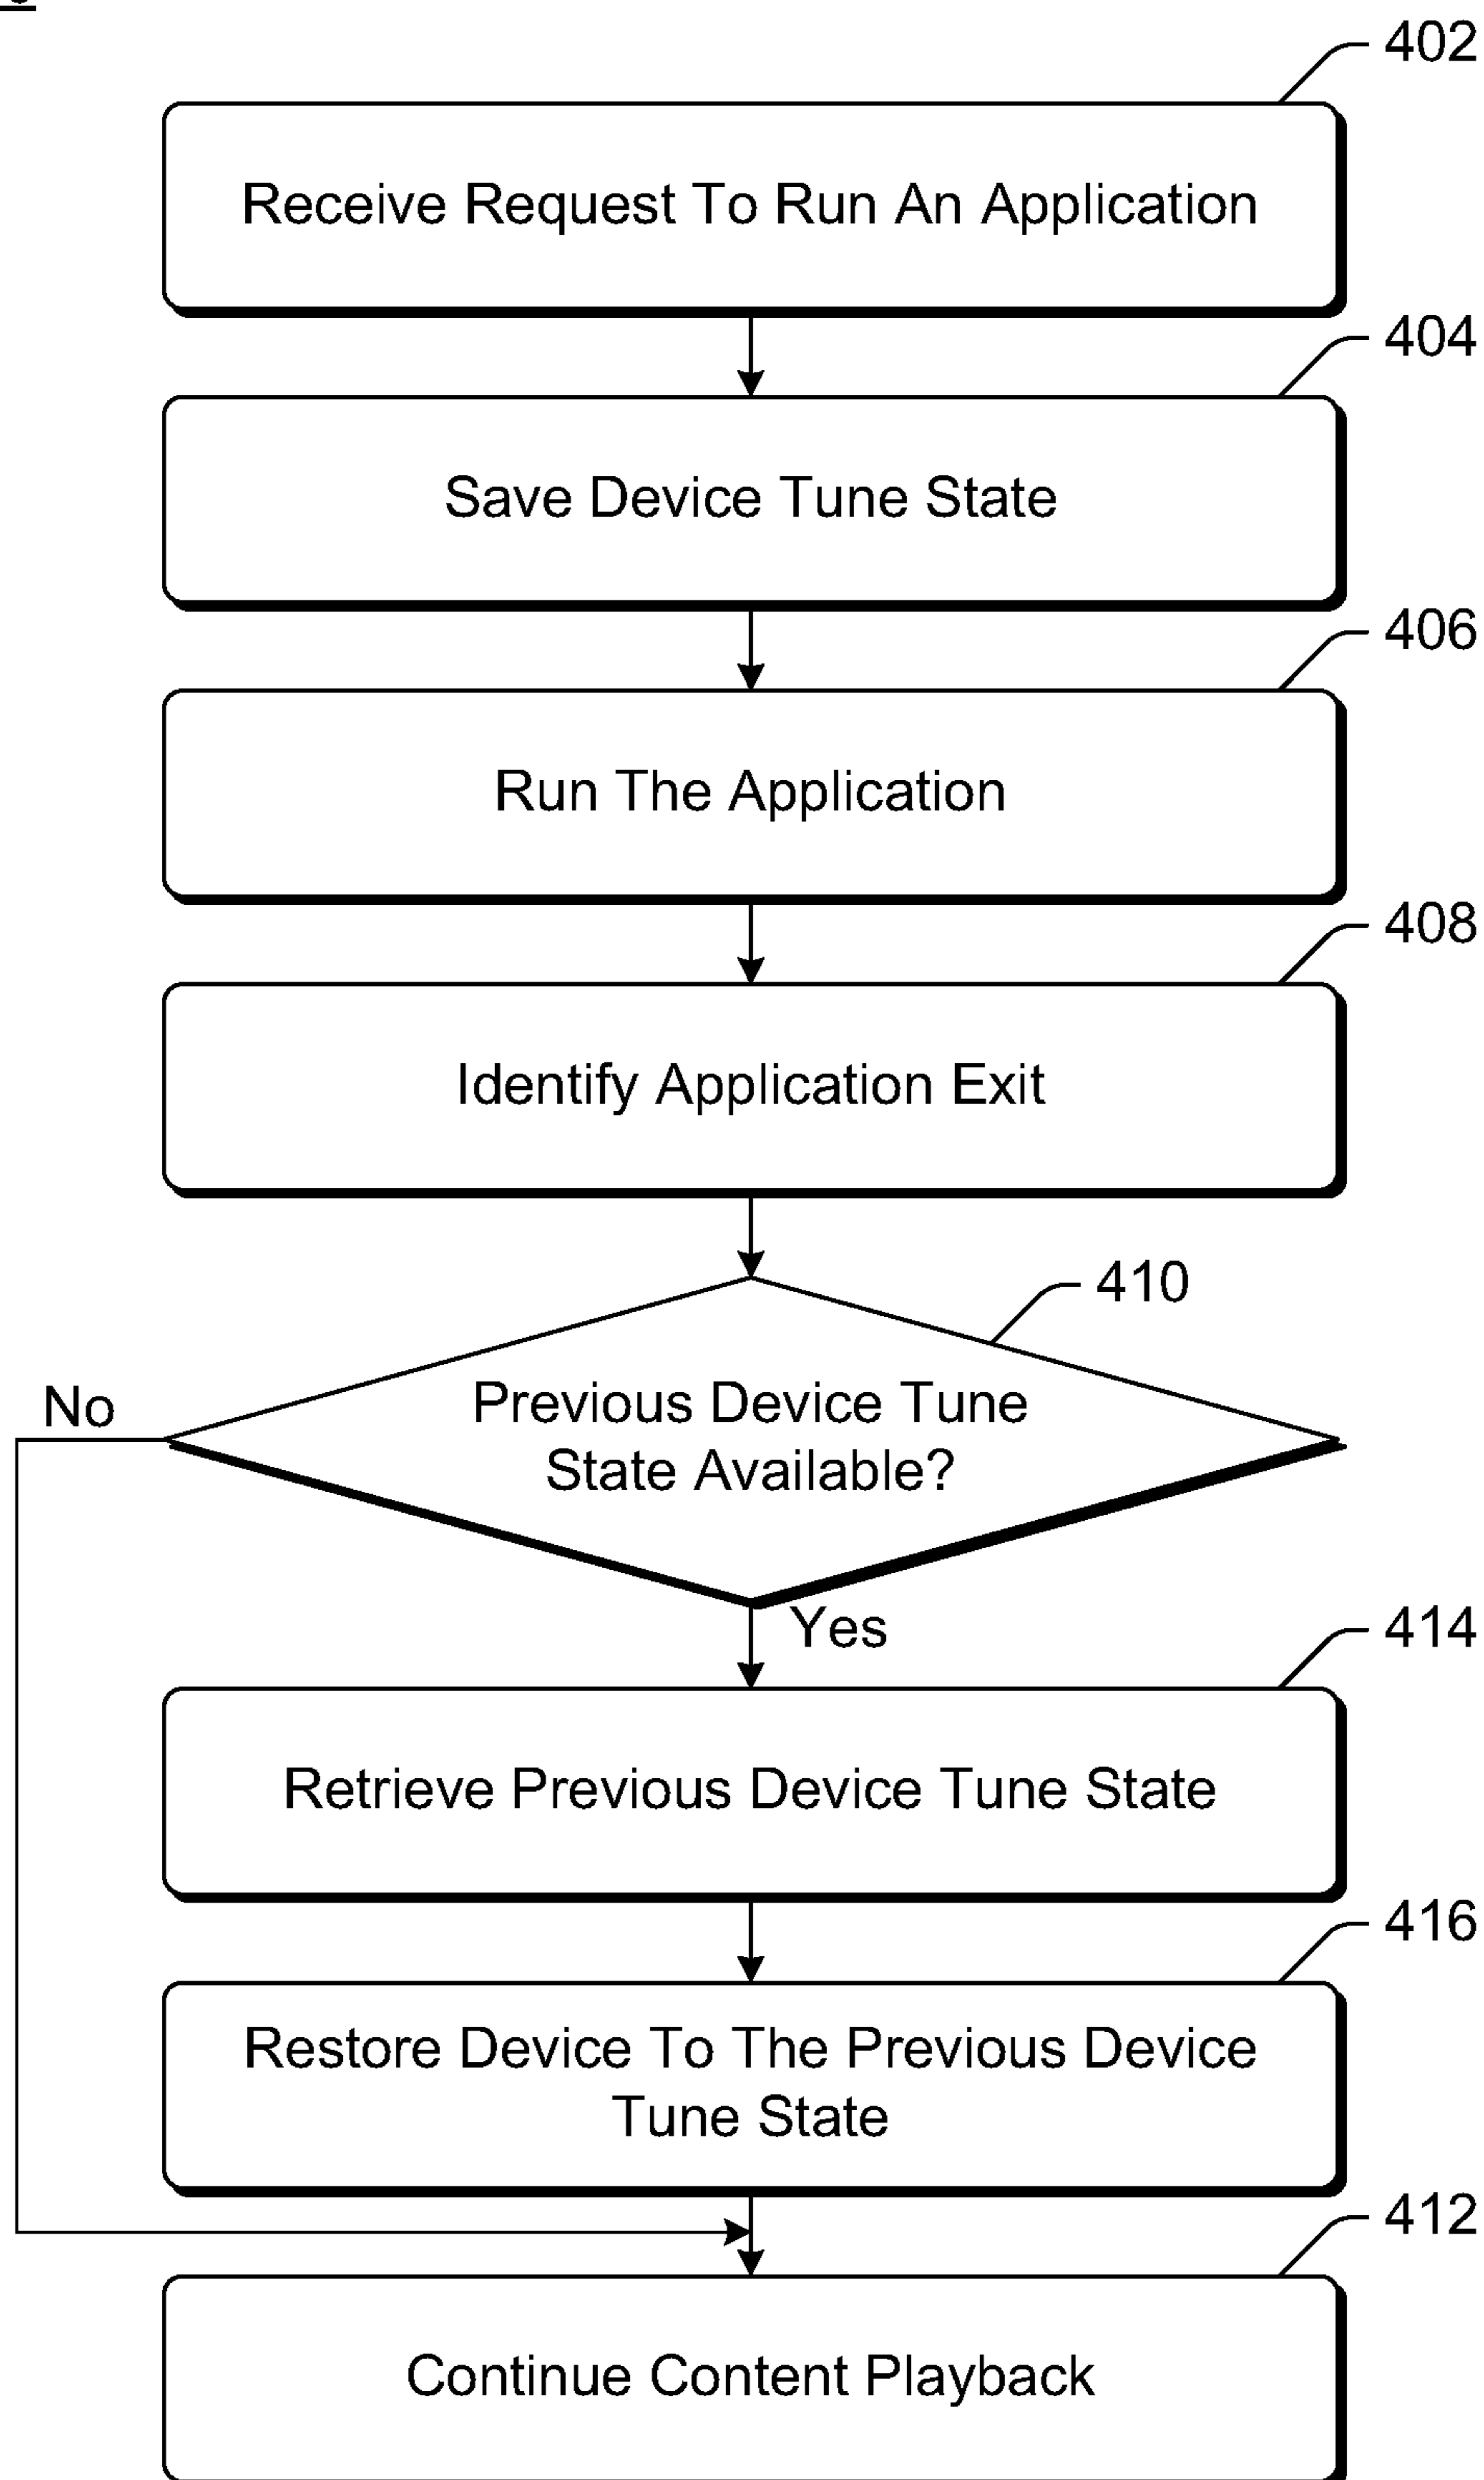 402
Receive Request To Run An Application
404
Save Device Tune State
406
Run The Application
408
Identify Application Exit
410
Previous Device Tune
State Available?
No
Yes
414
Retrieve Previous Device Tune State
416
Restore Device To The Previous Device
Tune State
412
Continue Content Playback